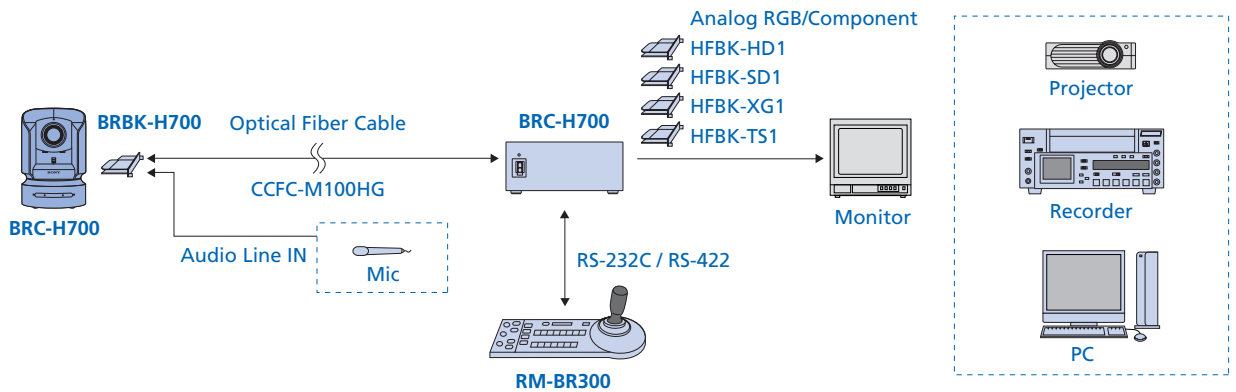 Analog RGB/Component
HFBK-HD1
HFBK-SD1
HFBK-XG1
HFBK-TS1
BRBK-H700
Optical Fiber Cable
CCFC-M100HG
BRC-H700
SONY
BRC-H700
Audio Line IN
Mic
RS-232C / RS-422
RM-BR300
Monitor
Projector
Recorder
PC